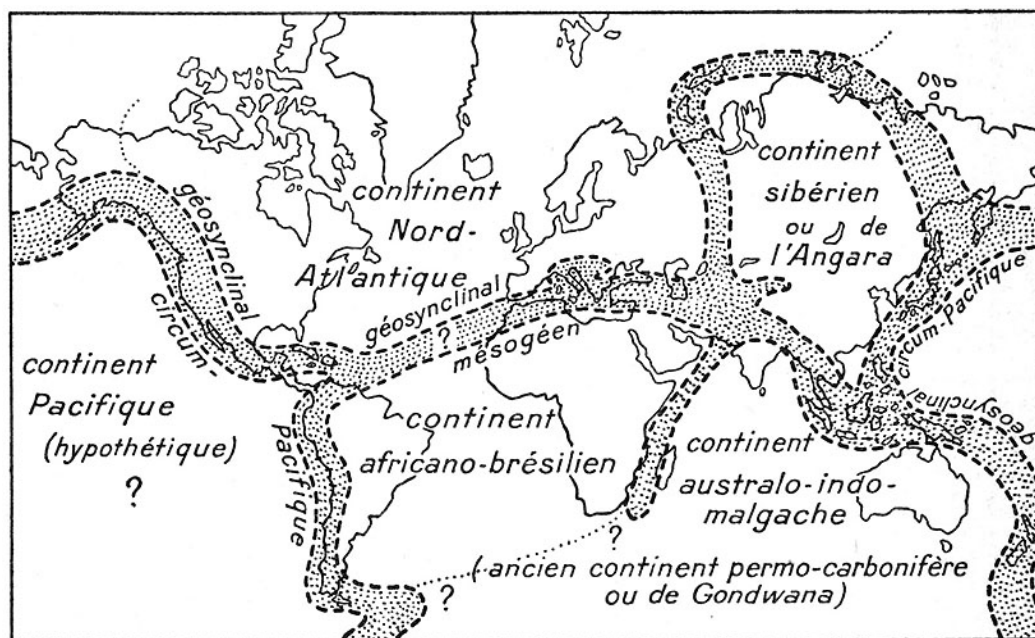 continent
Nord-
Atlantique
continent
sibérien
ou de
l'Angara
géosynclinal
circum-
Pacifique
géosynclinal
?
mésogéen
circum-Pacifique
géosynclinal
continent
Pacifique
(hypothétique)
?
continent
africano-brésilien
continent
australo-indo-
malgache
?
(ancien continent permo-carbonifère
ou de Gondwana)
?